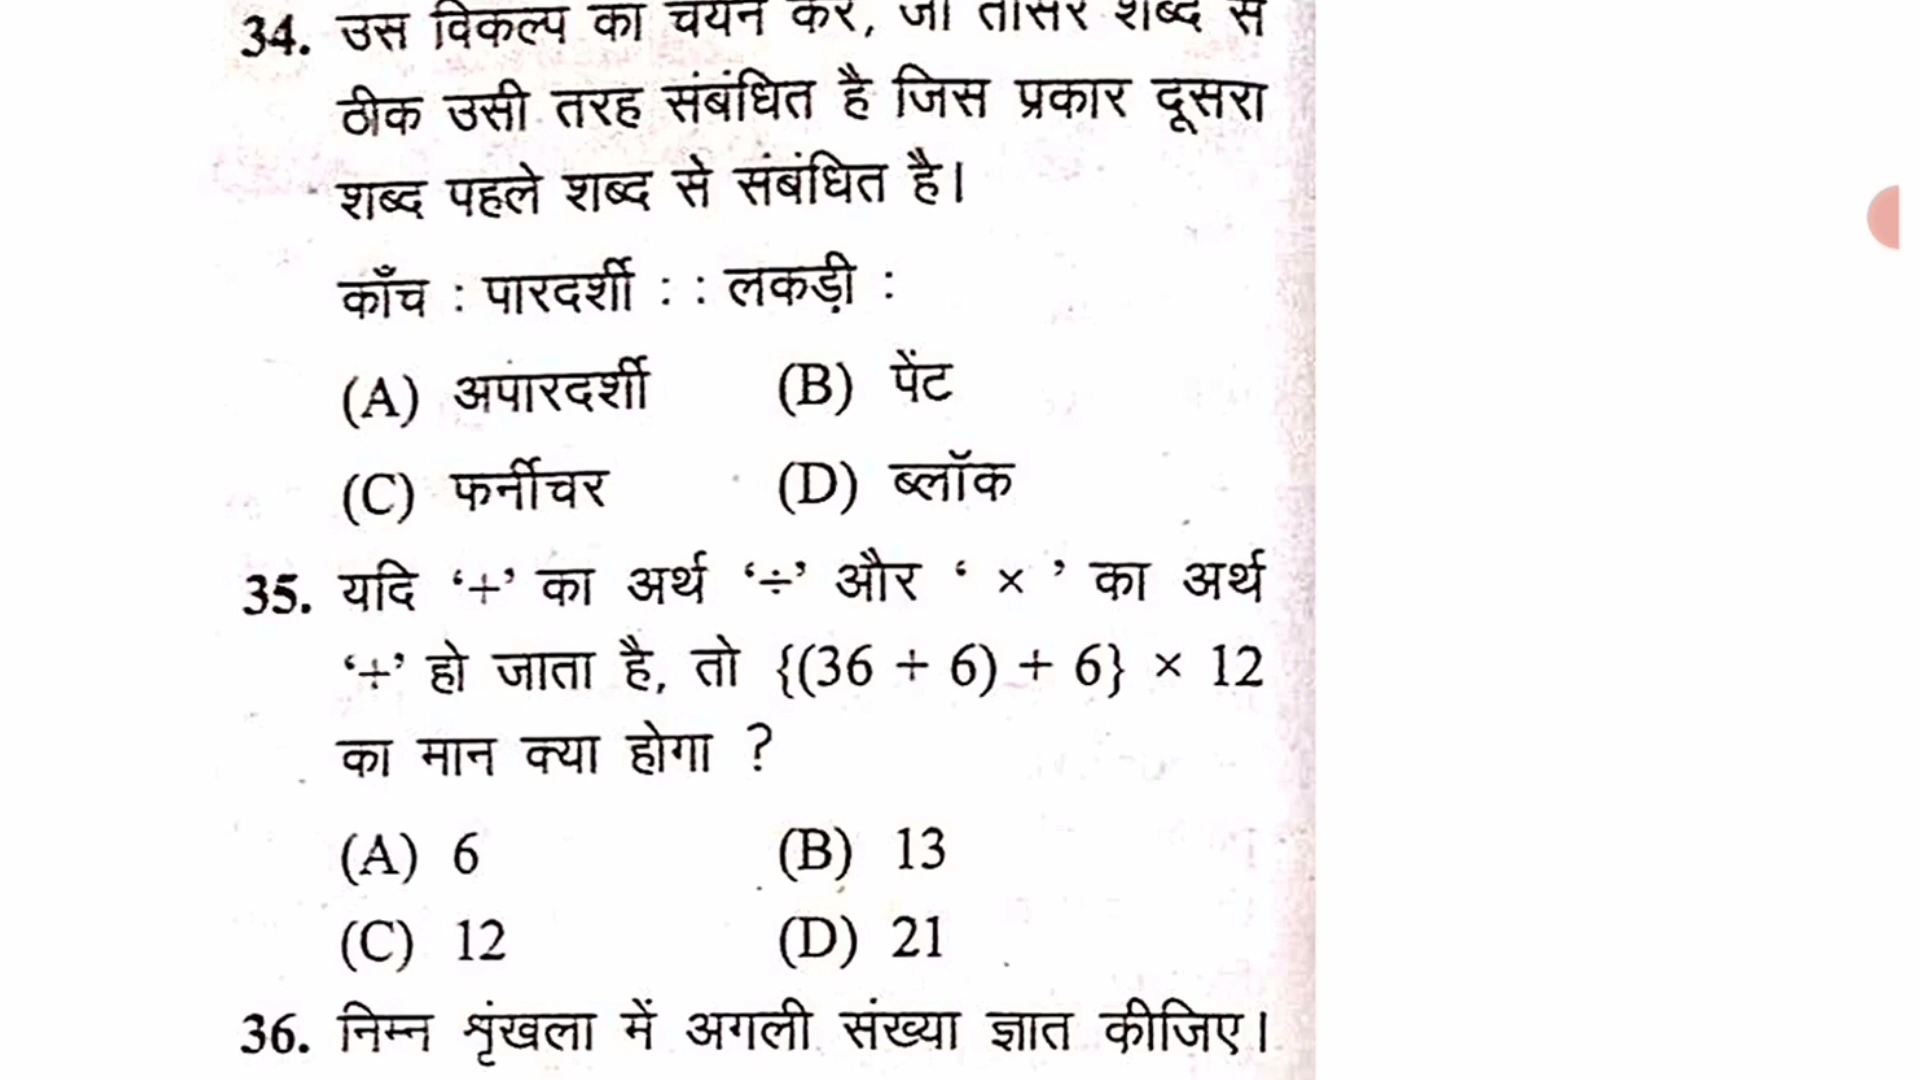 34. उस विकल्प का चयन करें, जो तीसरे शब्द से
ठीक उसी तरह संबंधित है जिस प्रकार दूसरा
शब्द पहले शब्द से संबंधित है।
काँच : पारदर्शी : : लकड़ी :
(A) अपारदर्शी (B) पेंट
(C) फर्नीचर (D) ब्लॉक
35. यदि ‘+’ का अर्थ ‘÷’ और ‘ × ’ का अर्थ
‘+’ हो जाता है, तो {(36 + 6) + 6} × 12
का मान क्या होगा ?
(A) 6 (B) 13
(C) 12 (D) 21
36. निम्न शृंखला में अगली संख्या ज्ञात कीजिए।